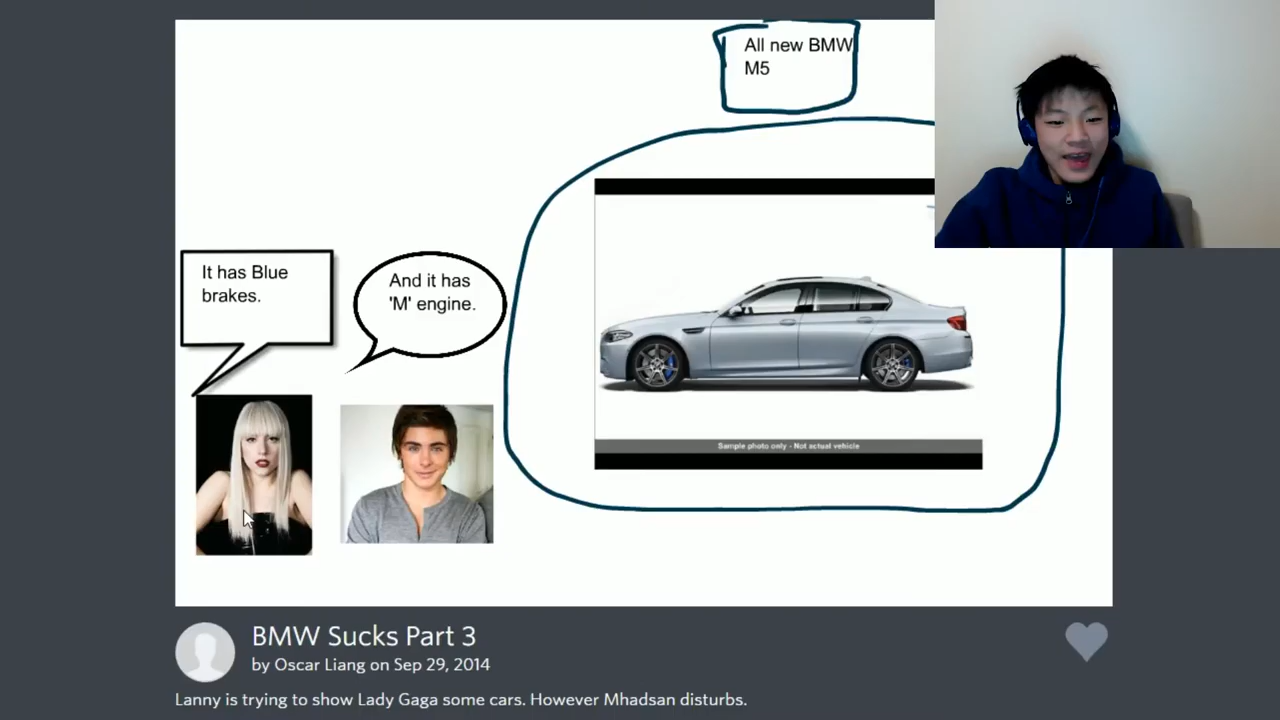 All new BMW
M5
It has Blue
brakes.
And it has
'M' engine.
Sample photo only - Not actual vehicle
BMW Sucks Part 3
by Oscar Liang on Sep 29, 2014
Lanny is trying to show Lady Gaga some cars. However Mhadsan disturbs.